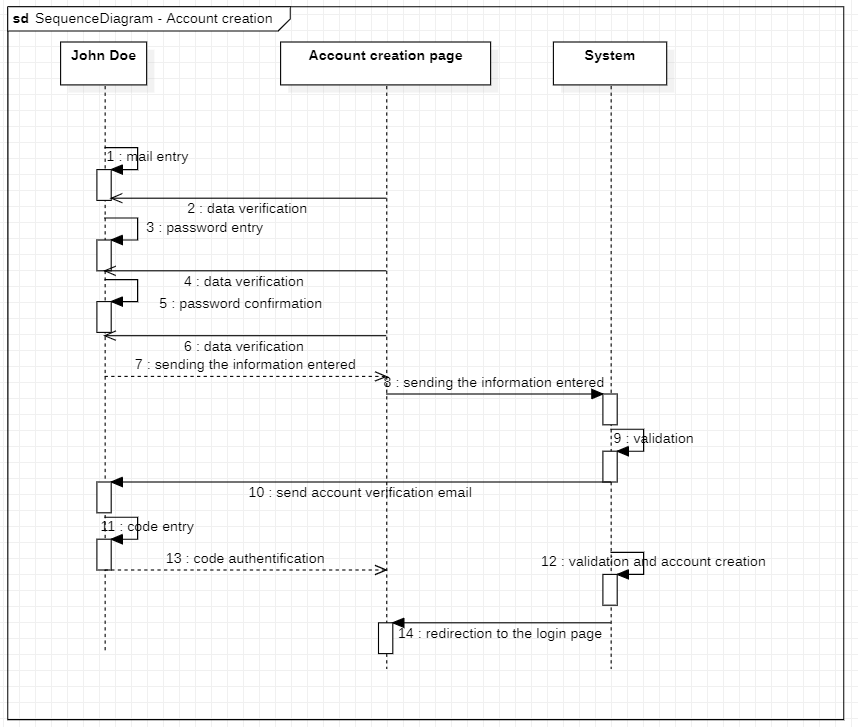 sd SequenceDiagram - Account creation
John Doe
Account creation page
System
1 : mail entry
2 : data verification
3 : password entry
4 : data verification
5 : password confirmation
6 : data verification
7 : sending the information entered
8 : sending the information entered
9 : validation
10 : send account verification email
11 : code entry
13 : code authentification
12 : validation and account creation
14 : redirection to the login page